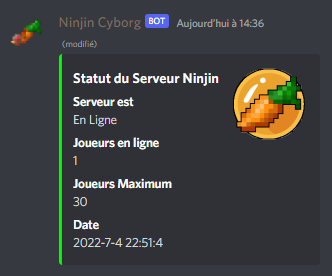 Ninjin Cyborg BOT Aujourd'hui à 14:36
(modifié)
Statut du Serveur Ninjin
Serveur est
En Ligne
Joueurs en ligne
1
Joueurs Maximum
30
Date
2022-7-4 22:51:4